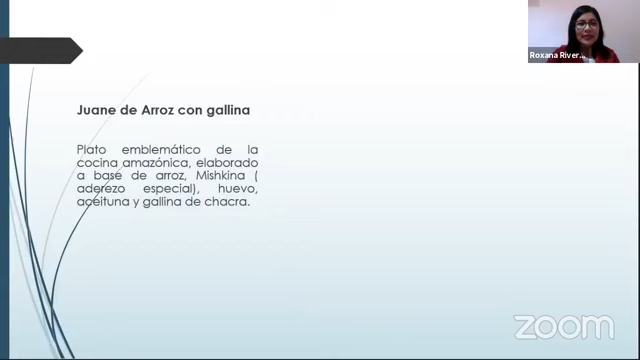 Roxana River...
Juane de Arroz con gallina
Plato emblemático de la
cocina amazónica, elaborado
a base de arroz, Mishkina (
aderezo especial), huevo,
aceituna y gallina de chacra.
zoom